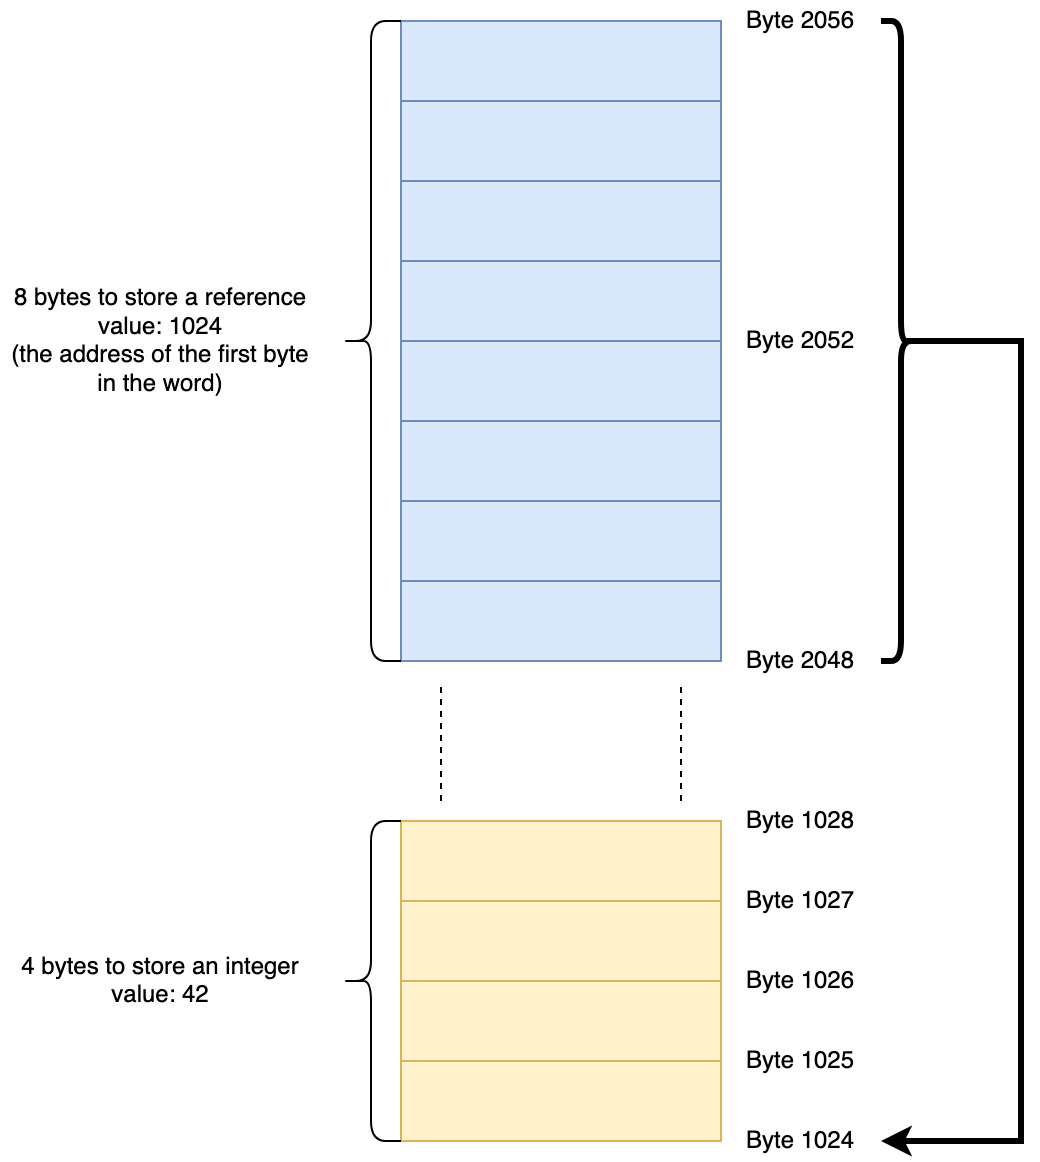 Byte 2056
8 bytes to store a reference
value: 1024
(the address of the first byte
in the word)
Byte 2052
Byte 2048
Byte 1028
Byte 1027
4 bytes to store an integer
value: 42
Byte 1026
Byte 1025
Byte 1024